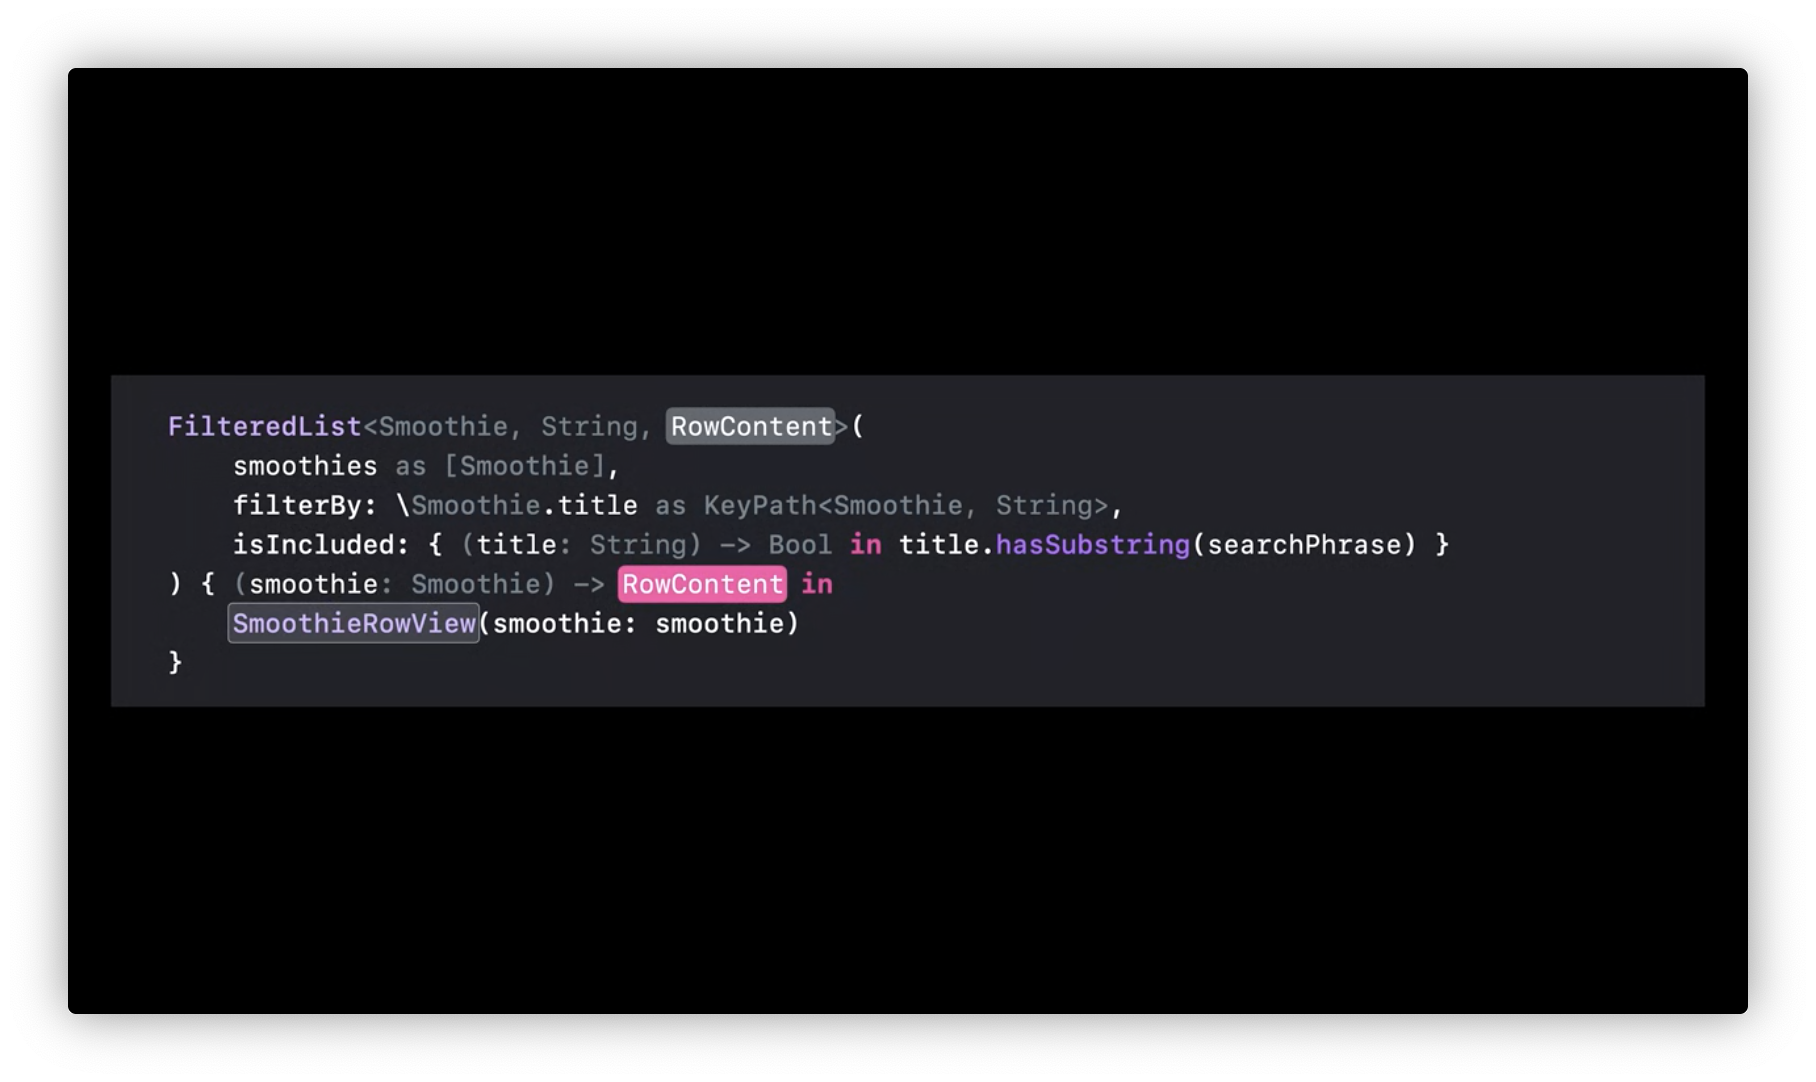 FilteredList<Smoothie, String, RowContent>(
    smoothies as [Smoothie],
    filterBy: \Smoothie.title as KeyPath<Smoothie, String>,
    isIncluded: { (title: String) -> Bool in title.hasSubstring(searchPhrase) }
) { (smoothie: Smoothie) -> RowContent in
    SmoothieRowView(smoothie: smoothie)
}